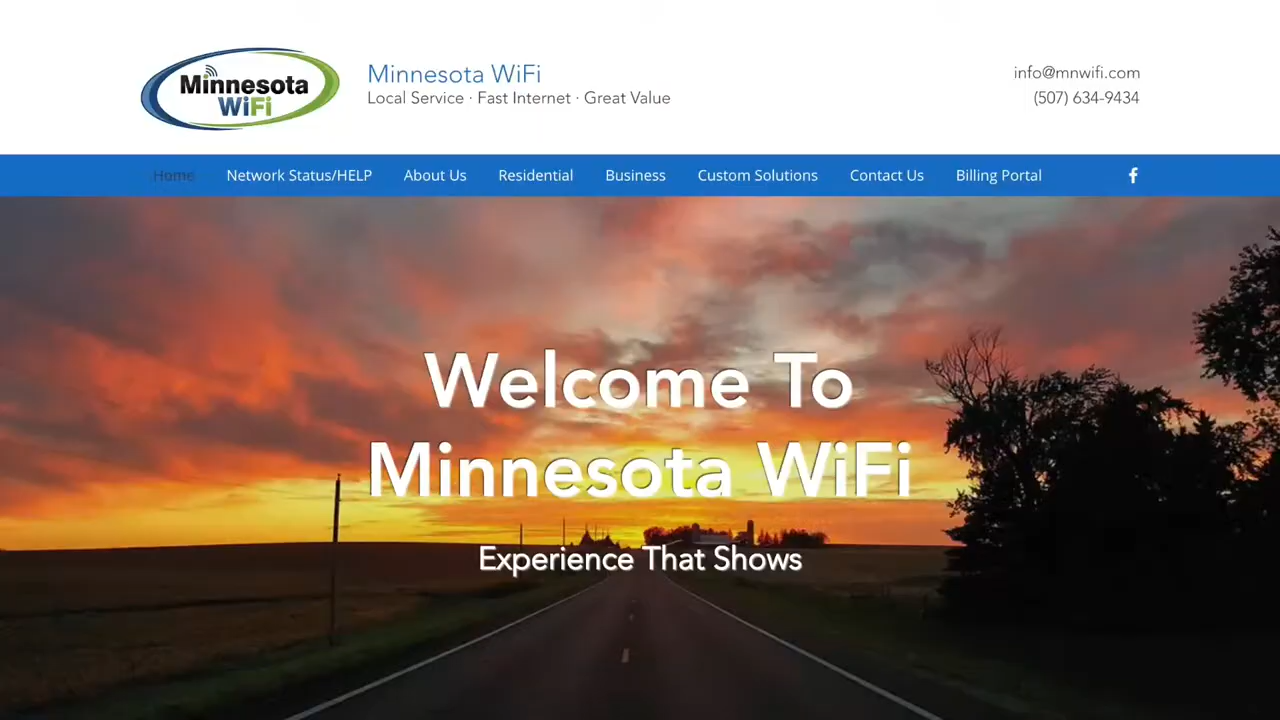 Minnesota
WiFi
Minnesota WiFi
Local Service · Fast Internet · Great Value
info@mnwifi.com
(507) 634-9434
Home
Network Status/HELP
About Us
Residential
Business
Custom Solutions
Contact Us
Billing Portal
Welcome To
Minnesota WiFi
Experience That Shows